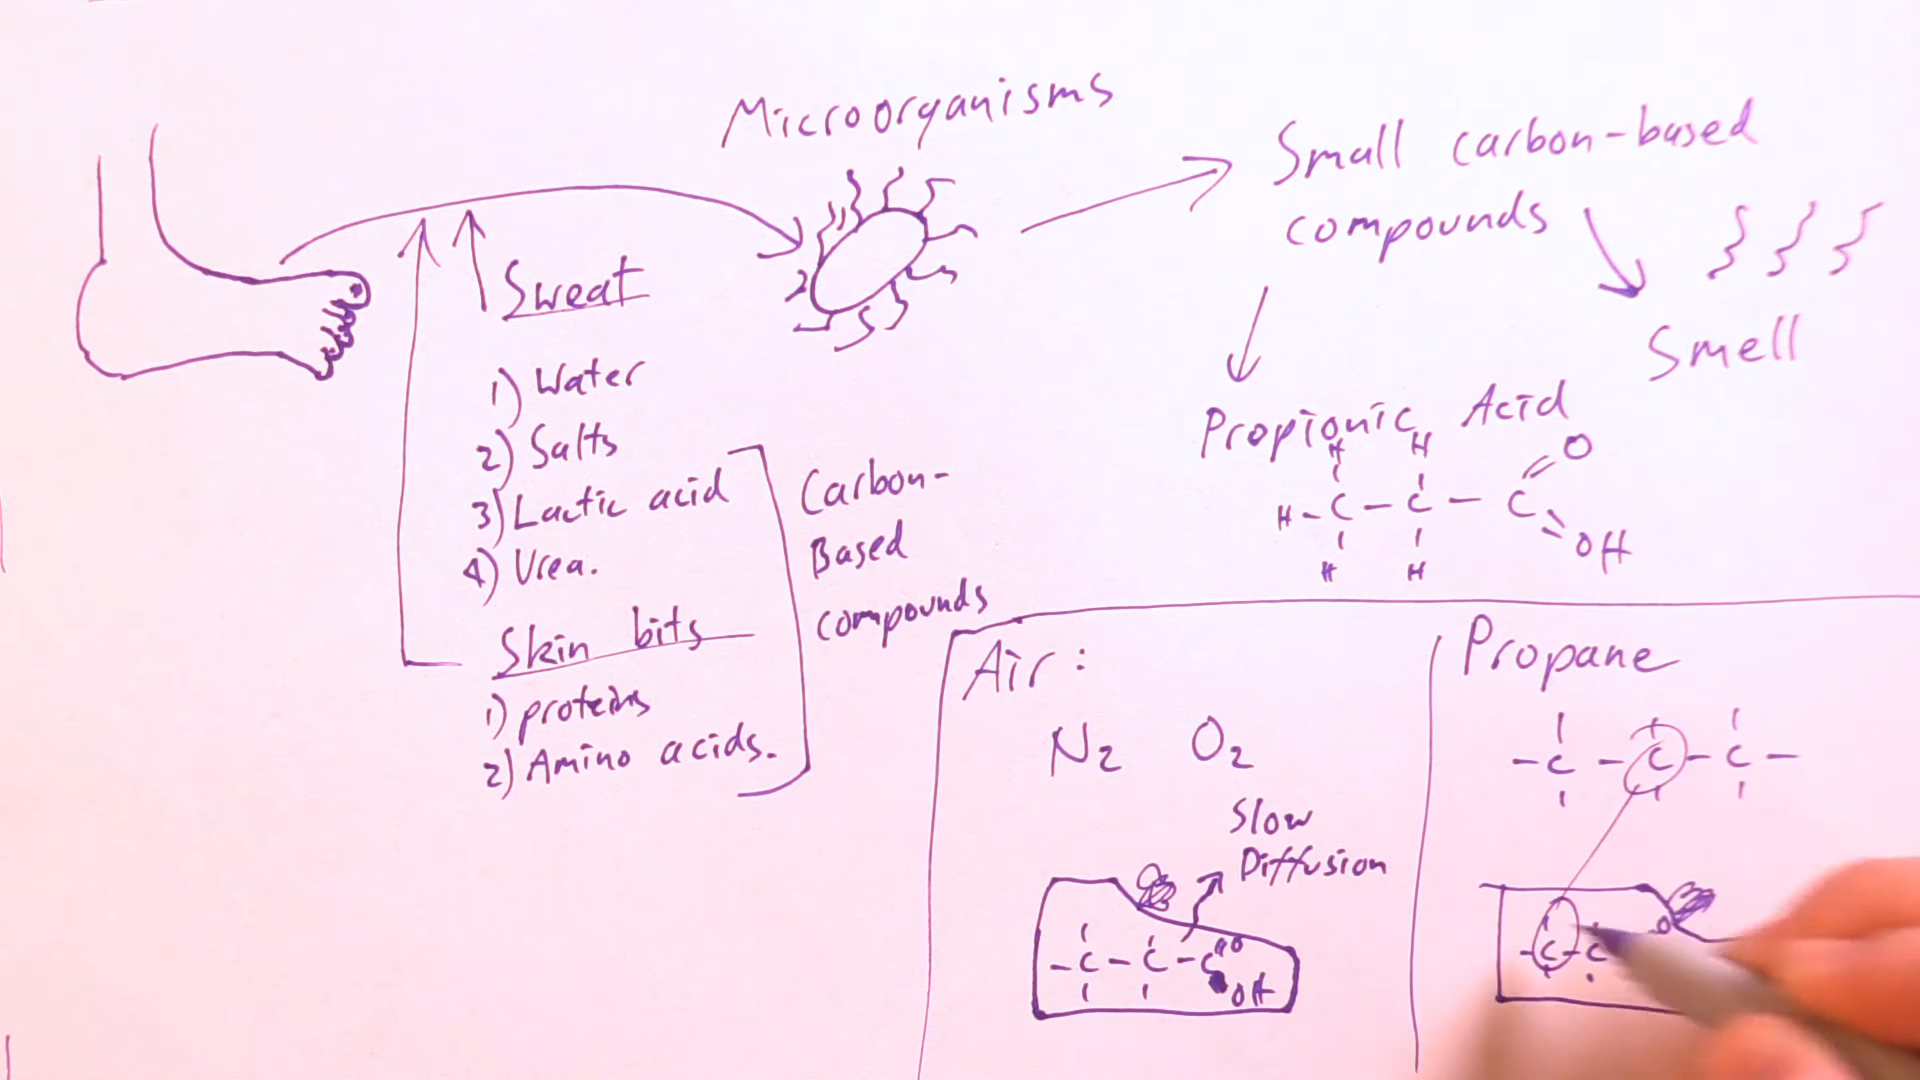 Microorganisms
Small carbon-based
compounds
Smell
Sweat
1) Water
2) Salts
3) Lactic acid
4) Urea.
Carbon-
Based
compounds
Skin bits
1) proteins
2) Amino acids.
Propionic Acid
H H
O
H - C - C - C
OH
H H
Air:
N2 O2
Slow
Diffusion
- C - C - C
O
OH
Propane
- C - C - C -
- C - C